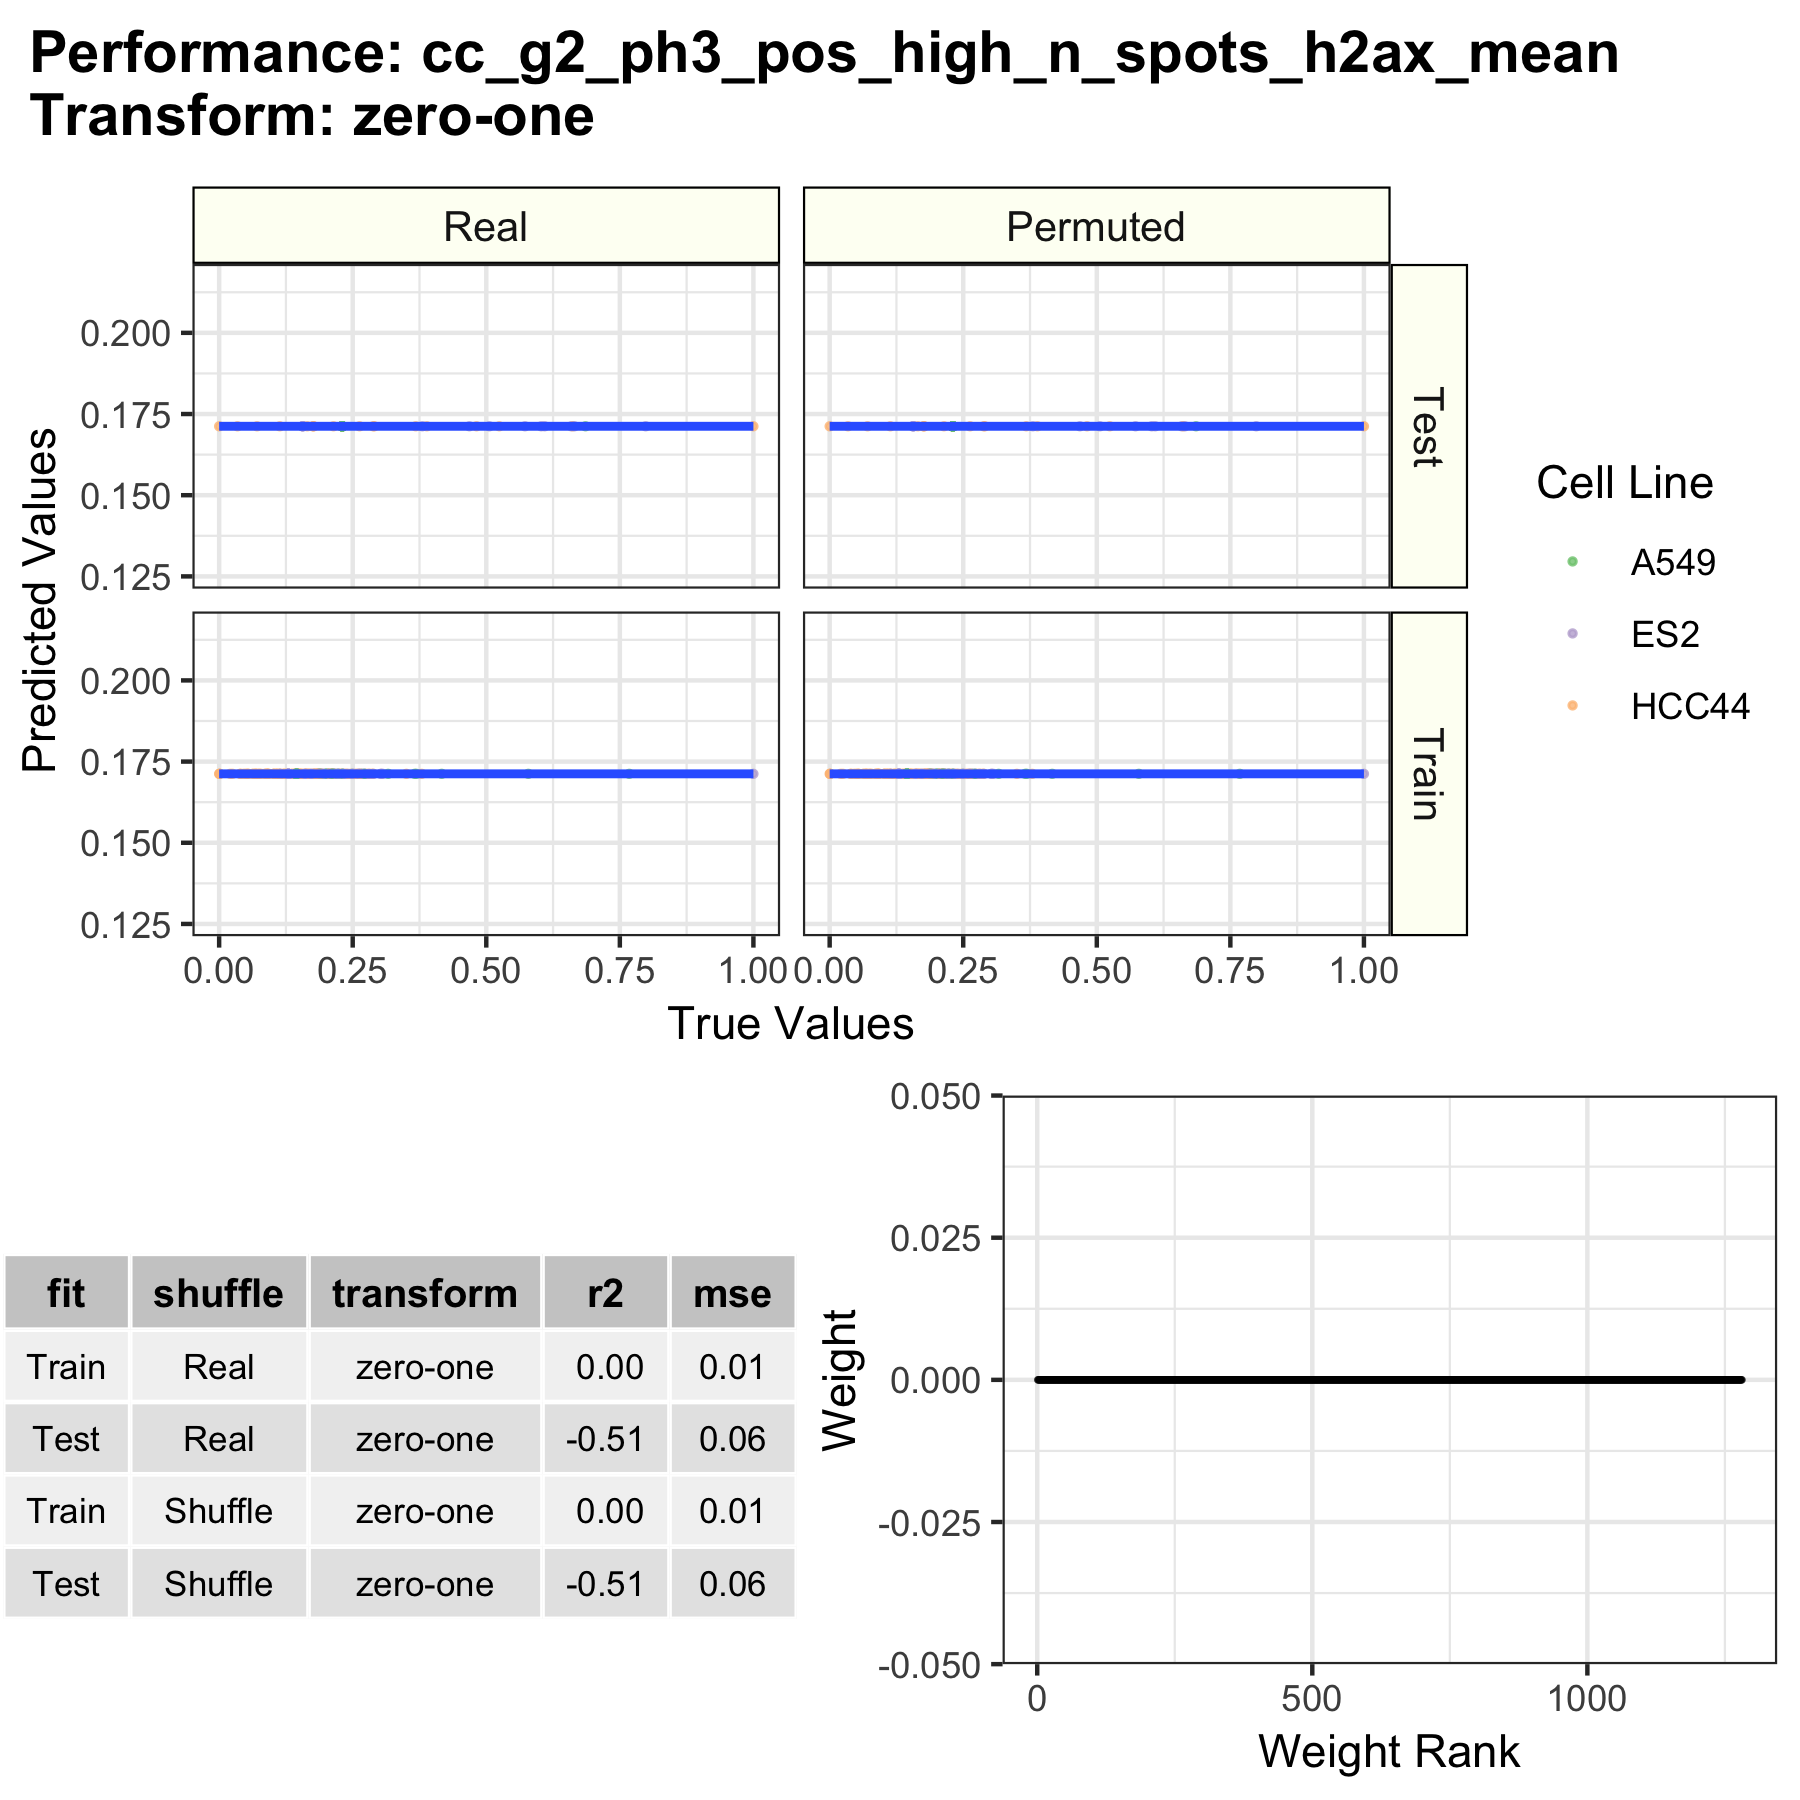 Performance: cc_g2_ph3_pos_high_n_spots_h2ax_mean
Transform: zero-one
Real
Permuted
0.200
0.175
0.150
0.125
Test
0.200
0.175
0.150
0.125
Train
Predicted Values
0.00 0.25 0.50 0.75 1.00 0.00 0.25 0.50 0.75 1.00
True Values
Cell Line
A549
ES2
HCC44
fit shuffle transform r2 mse
Train Real zero-one 0.00 0.01
Test Real zero-one -0.51 0.06
Train Shuffle zero-one 0.00 0.01
Test Shuffle zero-one -0.51 0.06
0.050
0.025
0.000
-0.025
-0.050
Weight
0 500 1000
Weight Rank